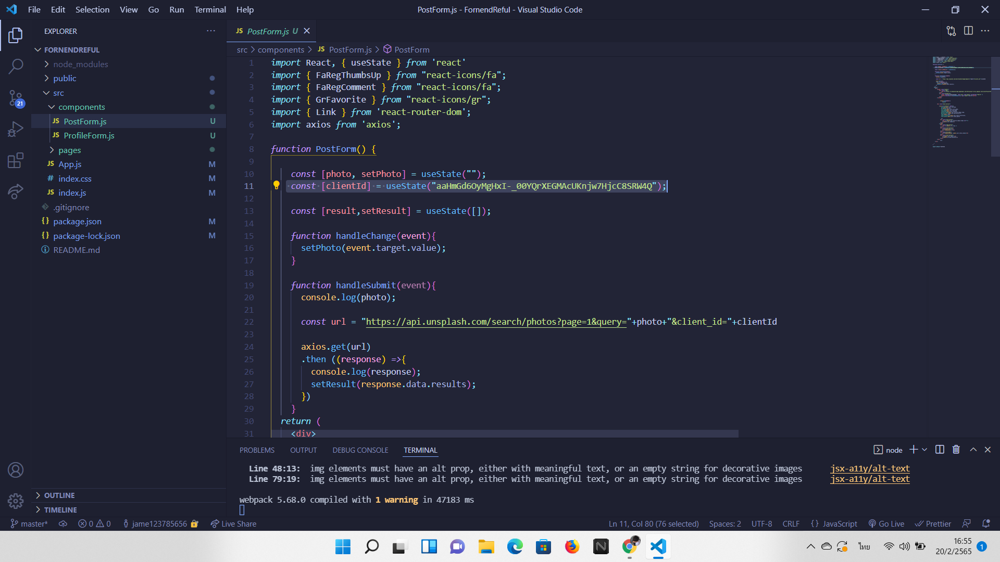 File Edit Selection View Go Run Terminal Help
PostForm.js - FornendReful - Visual Studio Code
EXPLORER
FORNENDREFUL
node_modules
public
src
components
JS PostForm.js U
JS ProfileForm.js U
pages
JS App.js M
# index.css M
JS index.js M
.gitignore
{} package.json M
{} package-lock.json M
README.md
21
OUTLINE
TIMELINE
JS PostForm.js U
src > components > JS PostForm.js > PostForm
1 import React, { useState } from 'react'
2 import { FaRegThumbsUp } from "react-icons/fa";
3 import { FaRegComment } from "react-icons/fa";
4 import { GrFavorite } from "react-icons/gr";
5 import { Link } from 'react-router-dom';
6 import axios from 'axios';
7
8 function PostForm() {
9
10 const [photo, setPhoto] = useState("");
11 const [clientId] = useState("aaHmGd6OyMgHxI-_00YQrXEGMAcUKnjw7HjcC8SRW4Q");
12
13 const [result,setResult] = useState([]);
14
15 function handleChange(event){
16 setPhoto(event.target.value);
17 }
18
19 function handleSubmit(event){
20 console.log(photo);
21
22 const url = "https://api.unsplash.com/search/photos?page=1&query="+photo+"&client_id="+clientId
23
24 axios.get(url)
25 .then ((response) =>{
26 console.log(response);
27 setResult(response.data.results);
28 })
29 }
30 return (
31 <div>
PROBLEMS OUTPUT DEBUG CONSOLE TERMINAL
node
Line 48:13: img elements must have an alt prop, either with meaningful text, or an empty string for decorative images jsx-a11y/alt-text
Line 79:19: img elements must have an alt prop, either with meaningful text, or an empty string for decorative images jsx-a11y/alt-text
webpack 5.68.0 compiled with 1 warning in 47183 ms
master* 0 0 jame123785656 Live Share
Ln 11, Col 80 (76 selected) Spaces: 2 UTF-8 CRLF {} JavaScript Go Live Prettier
ไทย
16:55
20/2/2565
1